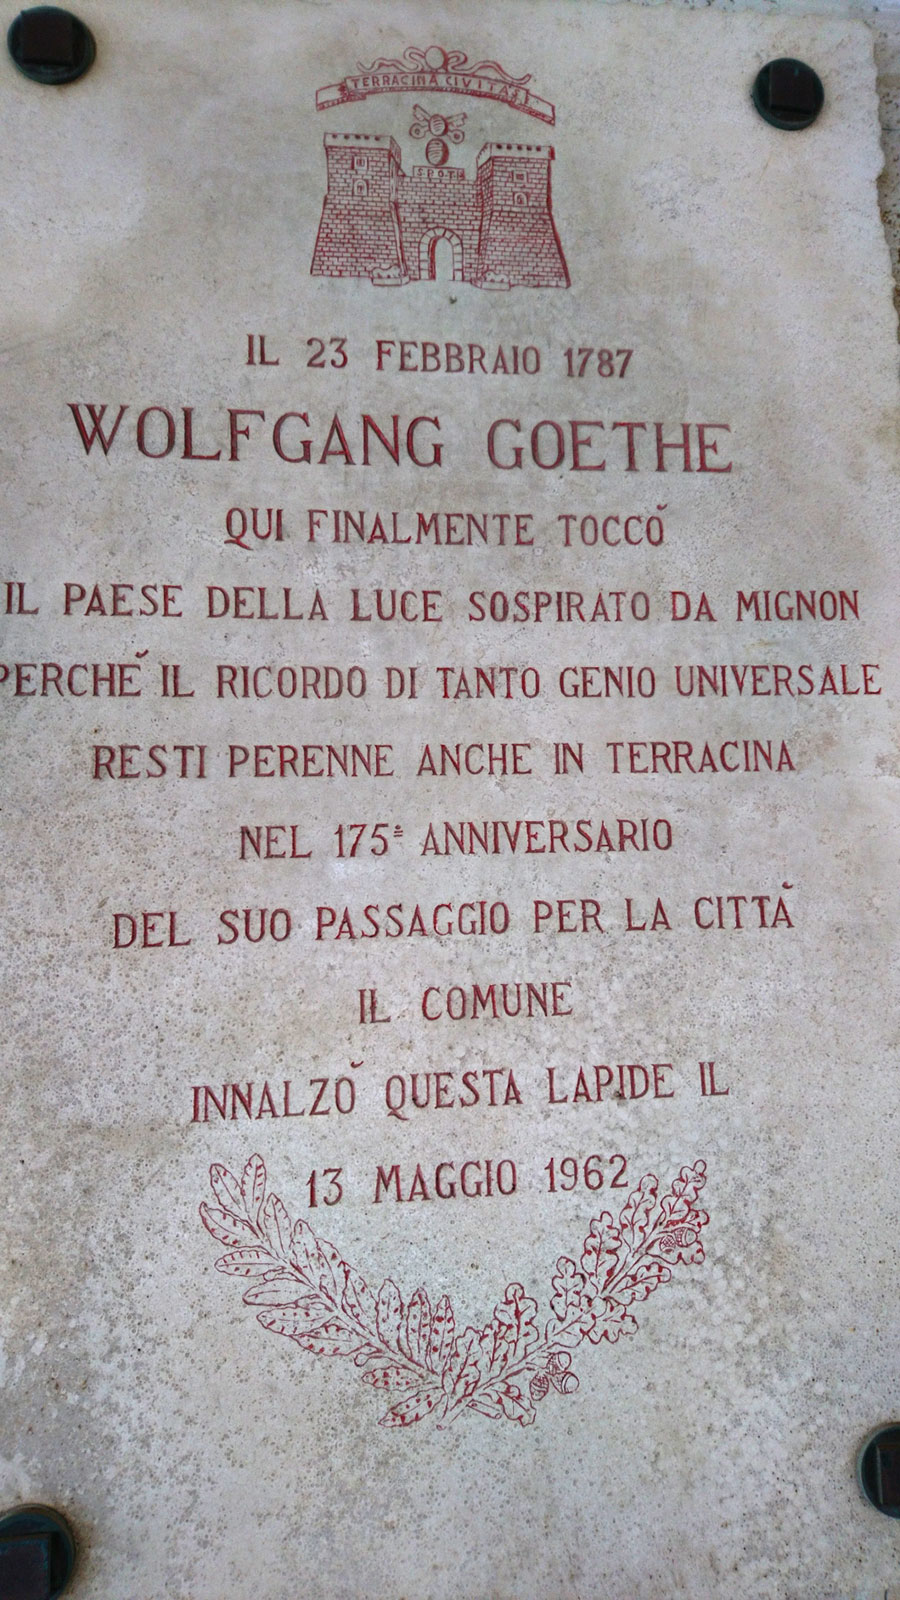 TERRACINA CIVITAS
S.P.Q.T.
IL 23 FEBBRAIO 1787
WOLFGANG GOETHE
QUI FINALMENTE TOCCÒ
IL PAESE DELLA LUCE SOSPIRATO DA MIGNON
PERCHÈ IL RICORDO DI TANTO GENIO UNIVERSALE
RESTI PERENNE ANCHE IN TERRACINA
NEL 175º ANNIVERSARIO
DEL SUO PASSAGGIO PER LA CITTÀ
IL COMUNE
INNALZÒ QUESTA LAPIDE IL
13 MAGGIO 1962